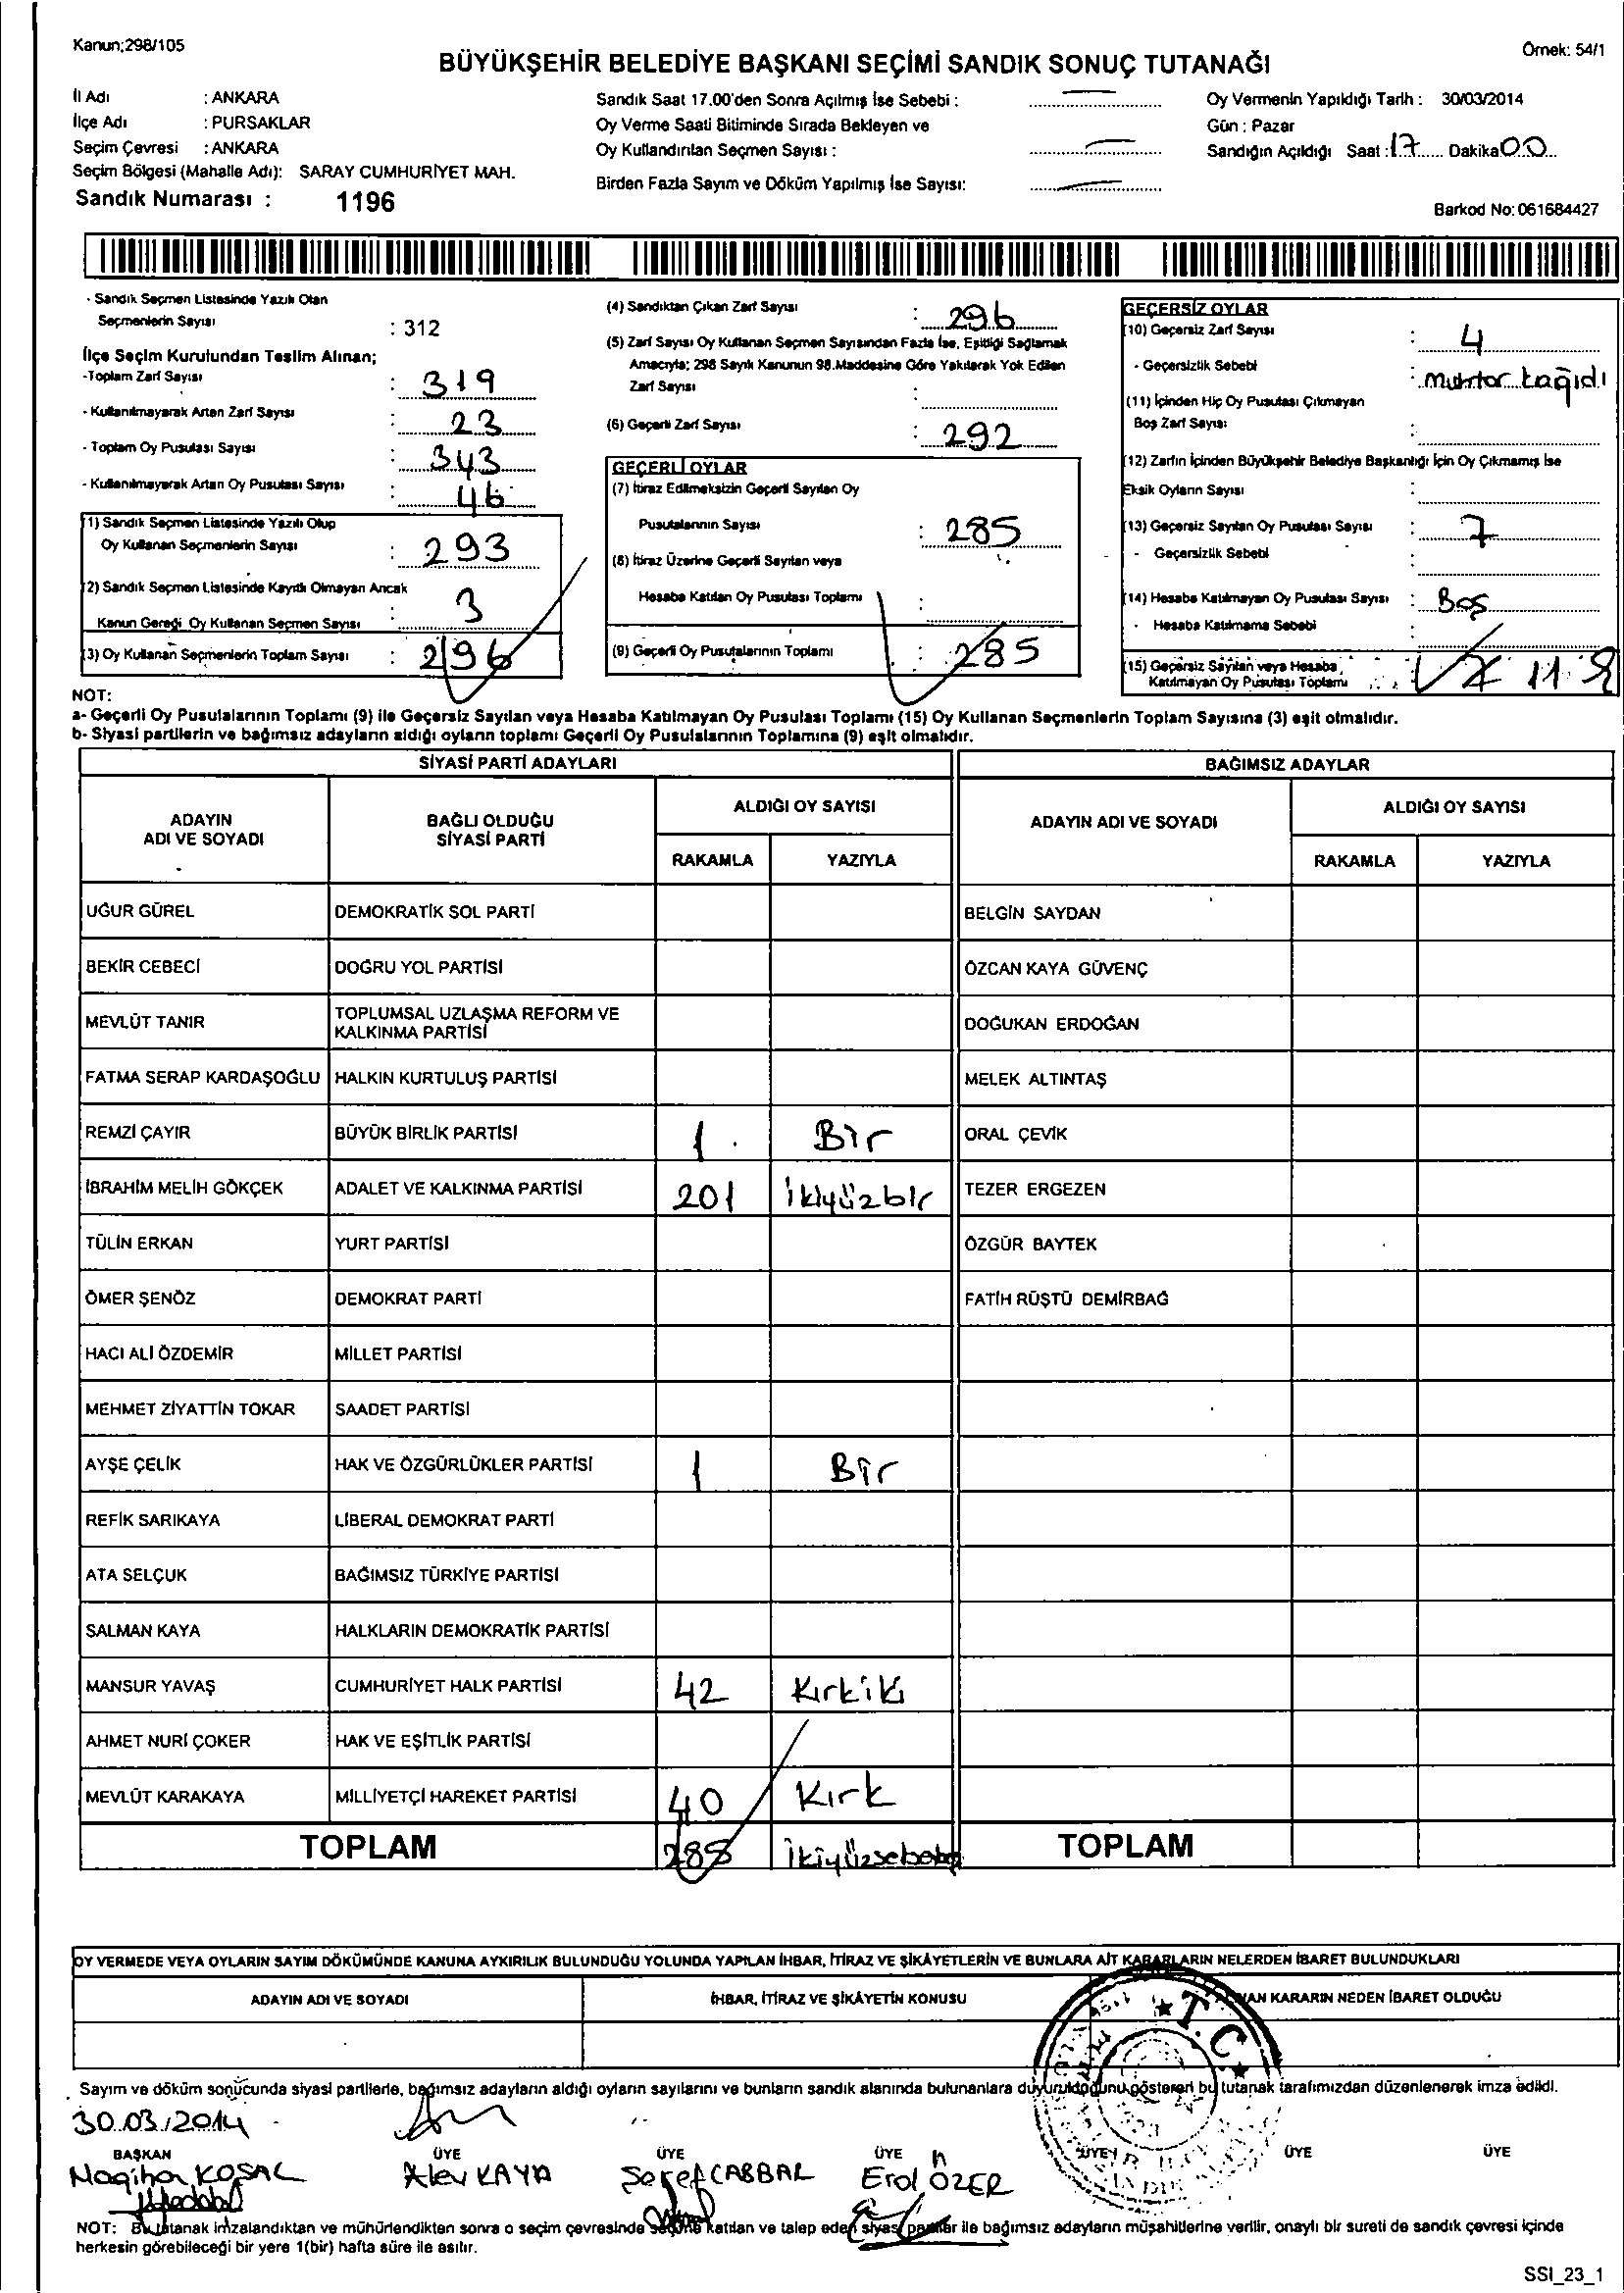 Kanun;298/105
Örnek: 54/1
BÜYÜKŞEHİR BELEDİYE BAŞKANI SEÇİMİ SANDIK SONUÇ TUTANAĞI
İl Adı : ANKARA
İlçe Adı : PURSAKLAR
Seçim Çevresi : ANKARA
Seçim Bölgesi (Mahalle Adı): SARAY CUMHURİYET MAH.
Sandık Numarası : 1196
Sandık Saat 17.00'den Sonra Açılmış İse Sebebi :
Oy Verme Saati Bitiminde Sırada Bekleyen ve
Oy Kullandırılan Seçmen Sayısı :
Birden Fazla Sayım ve Döküm Yapılmış İse Sayısı:
Oy Vermenin Yapıldığı Tarih : 30/03/2014
Gün : Pazar
Sandığın Açıldığı Saat : 17 Dakika 00
Barkod No: 061684427
- Sandık Seçmen Listesinde Yazılı Olan
Seçmenlerin Sayısı : 312
İlçe Seçim Kurulundan Teslim Alınan;
-Toplam Zarf Sayısı : 319
- Kullanılmayarak Artan Zarf Sayısı : 23
- Toplam Oy Pusulası Sayısı : 343
- Kullanılmayarak Artan Oy Pusulası Sayısı : 46
(1) Sandık Seçmen Listesinde Yazılı Olup
Oy Kullanan Seçmenlerin Sayısı : 293
(2) Sandık Seçmen Listesinde Kayıtlı Olmayan Ancak
Kanun Gereği Oy Kullanan Seçmen Sayısı : 3
(3) Oy Kullanan Seçmenlerin Toplam Sayısı : 296
(4) Sandıktan Çıkan Zarf Sayısı : 296
(5) Zarf Sayısı Oy Kullanan Seçmen Sayısından Fazla İse, Eşitliği Sağlamak
Amacıyla; 298 Sayılı Kanunun 98.Maddesine Göre Yakılarak Yok Edilen
Zarf Sayısı :
(6) Geçerli Zarf Sayısı : 292
GEÇERLİ OYLAR
(7) İtiraz Edilmeksizin Geçerli Sayılan Oy
Pusulalarının Sayısı : 285
(8) İtiraz Üzerine Geçerli Sayılan veya
Hesaba Katılan Oy Pusulası Toplamı :
(9) Geçerli Oy Pusulalarının Toplamı : 285
GEÇERSİZ OYLAR
(10) Geçersiz Zarf Sayısı : 4
- Geçersizlik Sebebi : muhtar kağıdı
(11) İçinden Hiç Oy Pusulası Çıkmayan
Boş Zarf Sayısı :
(12) Zarfın İçinden Büyükşehir Belediye Başkanlığı İçin Oy Çıkmamış İse
Eksik Oyların Sayısı :
(13) Geçersiz Sayılan Oy Pusulası Sayısı : 7
- Geçersizlik Sebebi :
(14) Hesaba Katılmayan Oy Pusulası Sayısı : Boş
- Hesaba Katılmama Sebebi :
(15) Geçersiz Sayılan veya Hesaba
Katılmayan Oy Pusulası Toplamı : 11
NOT:
a- Geçerli Oy Pusulalarının Toplamı (9) ile Geçersiz Sayılan veya Hesaba Katılmayan Oy Pusulası Toplamı (15) Oy Kullanan Seçmenlerin Toplam Sayısına (3) eşit olmalıdır.
b- Siyasi partilerin ve bağımsız adayların aldığı oyların toplamı Geçerli Oy Pusulalarının Toplamına (9) eşit olmalıdır.
SİYASİ PARTİ ADAYLARI BAĞIMSIZ ADAYLAR
ADAYIN ADI VE SOYADI BAĞLI OLDUĞU SİYASİ PARTİ ALDIĞI OY SAYISI ADAYIN ADI VE SOYADI ALDIĞI OY SAYISI
RAKAMLA YAZIYLA RAKAMLA YAZIYLA
UĞUR GÜREL DEMOKRATİK SOL PARTİ BELGİN SAYDAN
BEKİR CEBECİ DOĞRU YOL PARTİSİ ÖZCAN KAYA GÜVENÇ
MEVLÜT TANIR TOPLUMSAL UZLAŞMA REFORM VE KALKINMA PARTİSİ DOĞUKAN ERDOĞAN
FATMA SERAP KARDAŞOĞLU HALKIN KURTULUŞ PARTİSİ MELEK ALTINTAŞ
REMZİ ÇAYIR BÜYÜK BİRLİK PARTİSİ 1 Bir ORAL ÇEVİK
İBRAHİM MELİH GÖKÇEK ADALET VE KALKINMA PARTİSİ 201 ikiyüzbir TEZER ERGEZEN
TÜLİN ERKAN YURT PARTİSİ ÖZGÜR BAYTEK
ÖMER ŞENÖZ DEMOKRAT PARTİ FATİH RÜŞTÜ DEMİRBAĞ
HACI ALİ ÖZDEMİR MİLLET PARTİSİ
MEHMET ZİYATTİN TOKAR SAADET PARTİSİ
AYŞE ÇELİK HAK VE ÖZGÜRLÜKLER PARTİSİ 1 Bir
REFİK SARIKAYA LİBERAL DEMOKRAT PARTİ
ATA SELÇUK BAĞIMSIZ TÜRKİYE PARTİSİ
SALMAN KAYA HALKLARIN DEMOKRATİK PARTİSİ
MANSUR YAVAŞ CUMHURİYET HALK PARTİSİ 42 Kırkiki
AHMET NURİ ÇOKER HAK VE EŞİTLİK PARTİSİ
MEVLÜT KARAKAYA MİLLİYETÇİ HAREKET PARTİSİ 40 Kırk
TOPLAM TOPLAM
OY VERMEDE VEYA OYLARIN SAYIM DÖKÜMÜNDE KANUNA AYKIRILIK BULUNDUĞU YOLUNDA YAPILAN İHBAR, İTİRAZ VE ŞİKÂYETLERİN VE BUNLARA AİT KARARLARIN NELERDEN İBARET BULUNDUKLARI
ADAYIN ADI VE SOYADI İHBAR, İTİRAZ VE ŞİKÂYETİN KONUSU KARARIN NEDEN İBARET OLDUĞU
T.C.
Sayım ve döküm sonucunda siyasi partilerle, bağımsız adayların aldığı oyların sayılarını ve bunların sandık alanında bulunanlara duyurulduğunu gösteren bu tutanak tarafımızdan düzenlenerek imza edildi.
30.03.2014
BAŞKAN ÜYE ÜYE ÜYE ÜYE ÜYE ÜYE
KOSAL Alev KAYA Şeref CABBAL Erol ÖZER
NOT: Bu tutanak imzalandıktan ve mühürlendikten sonra o seçim çevresinde seçime katılan ve talep eden siyasi partiler ile bağımsız adayların müşahitlerine verilir, onaylı bir sureti de sandık çevresi içinde
herkesin görebileceği bir yere 1(bir) hafta süre ile asılır.
SSI_23_1